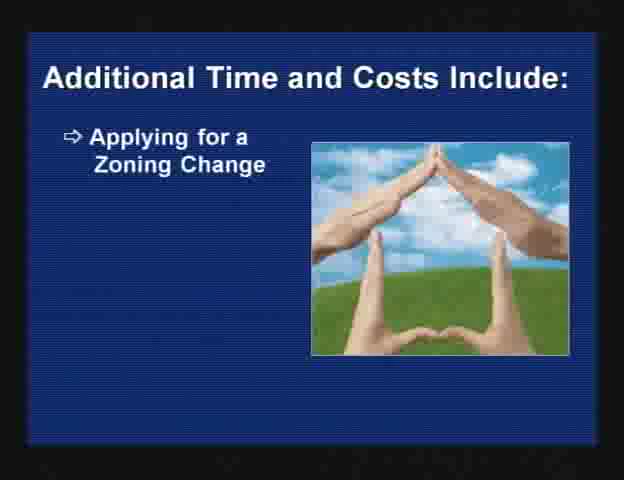 Additional Time and Costs Include:
⇨ Applying for a
Zoning Change